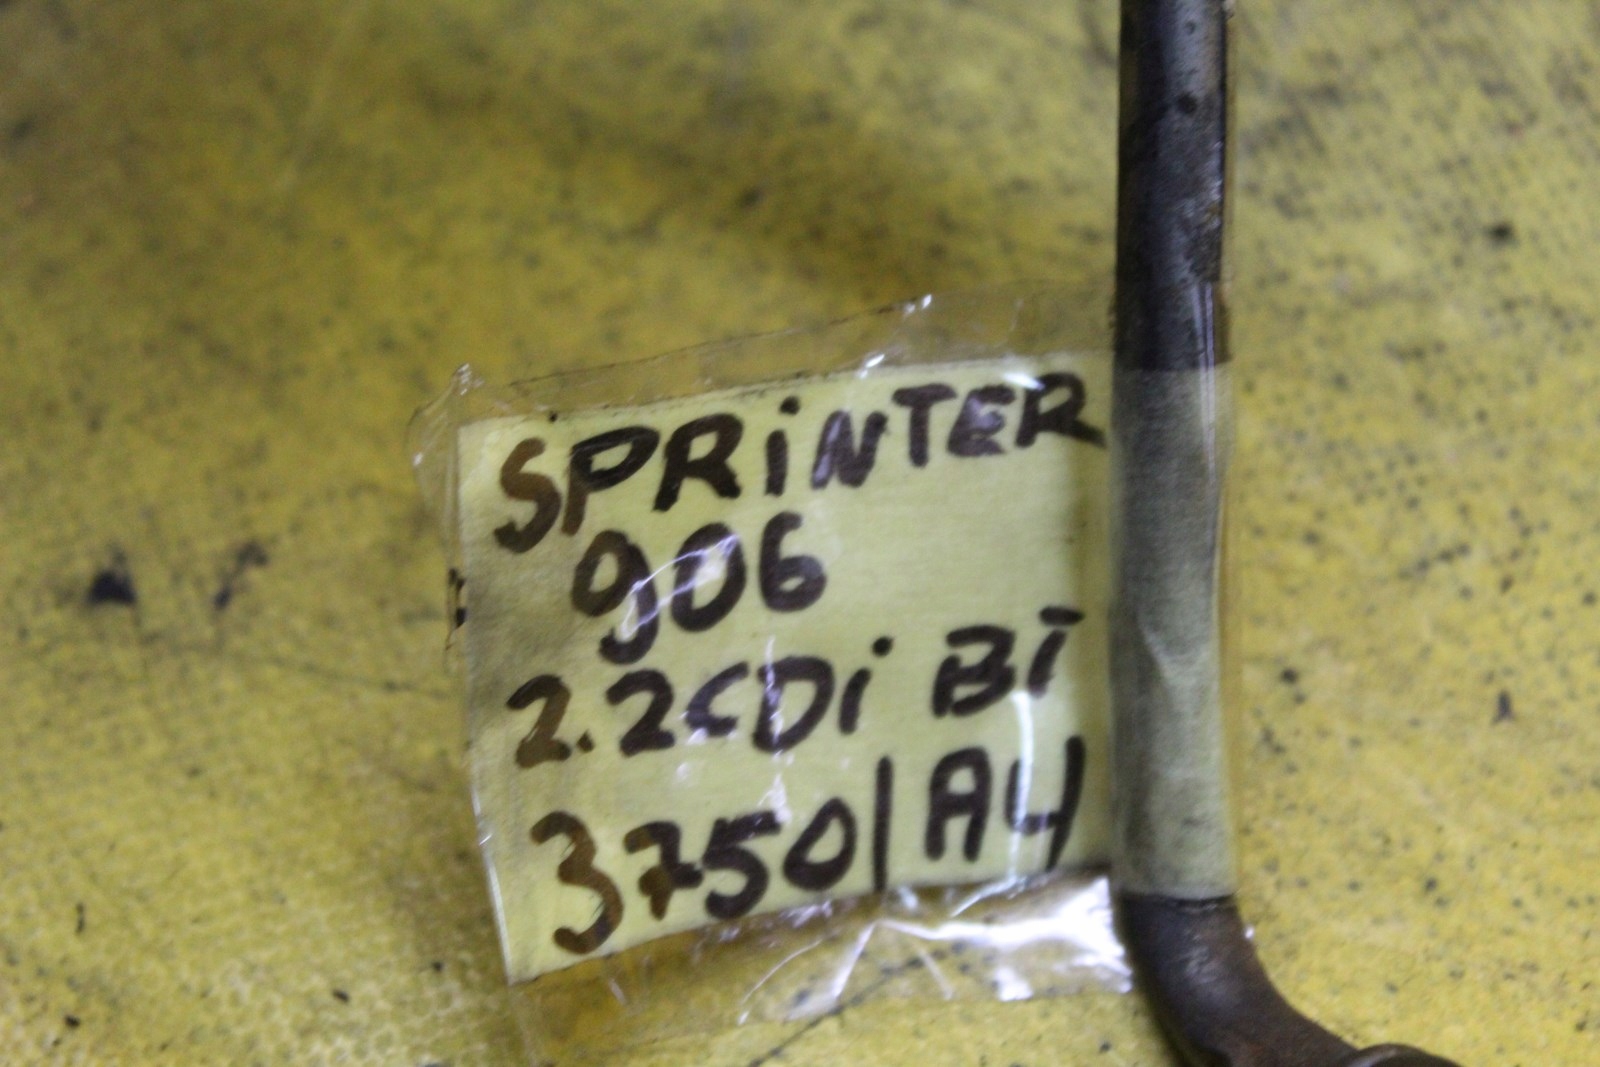 SPRiNTER
906
2.2CDi Bi
3750/A4